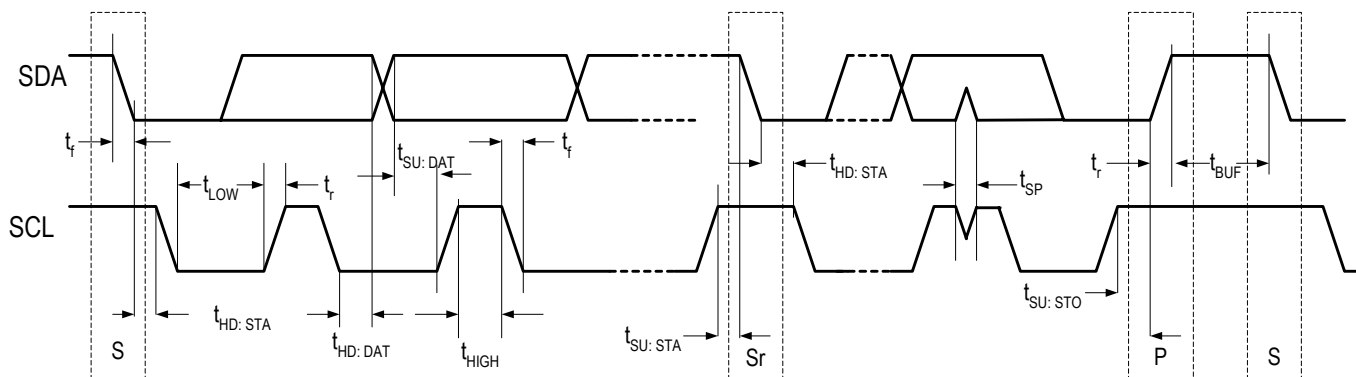 SDA
t_f
t_LOW
t_r
t_SU: DAT
t_f
t_HD: STA
t_SP
t_r
t_BUF
SCL
t_HD: STA
t_HD: DAT
t_HIGH
t_SU: STA
t_SU: STO
S
Sr
P
S